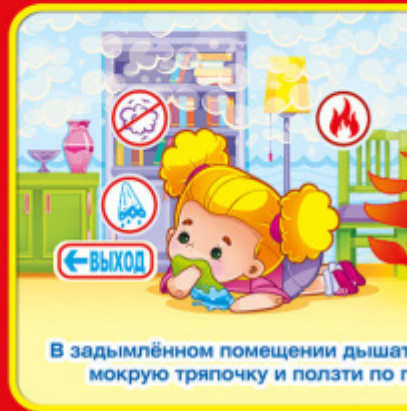 ←ВЫХОД
В задымлённом помещении дышат
мокрую тряпочку и ползти по